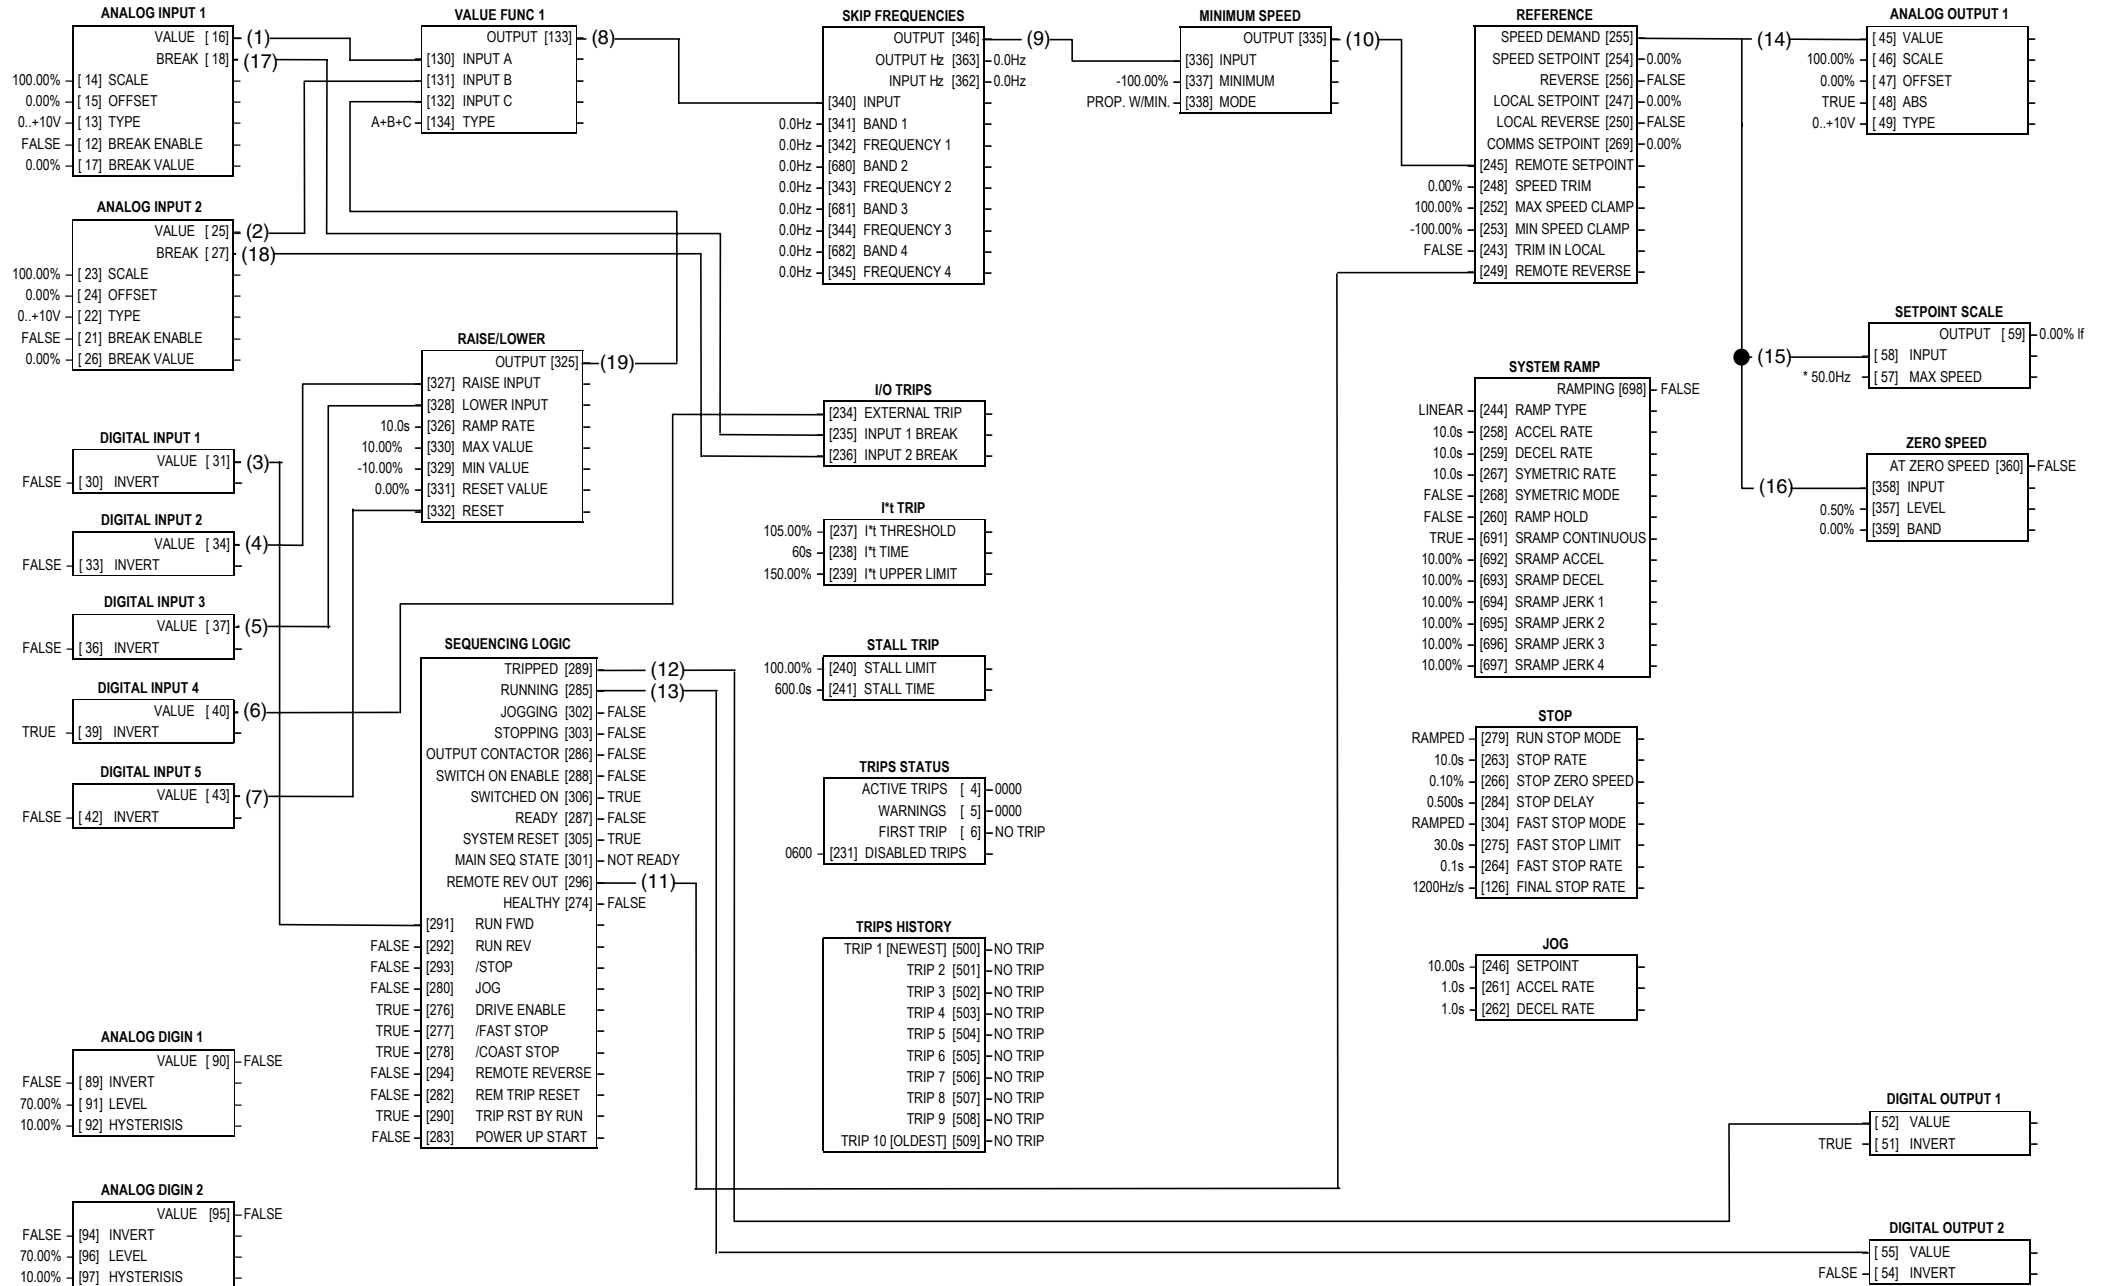 ANALOG INPUT 1
VALUE [ 16] (1)
BREAK [ 18] (17)
100.00% [ 14] SCALE
0.00% [ 15] OFFSET
0..+10V [ 13] TYPE
FALSE [ 12] BREAK ENABLE
0.00% [ 17] BREAK VALUE
ANALOG INPUT 2
VALUE [ 25] (2)
BREAK [ 27] (18)
100.00% [ 23] SCALE
0.00% [ 24] OFFSET
0..+10V [ 22] TYPE
FALSE [ 21] BREAK ENABLE
0.00% [ 26] BREAK VALUE
DIGITAL INPUT 1
VALUE [ 31] (3)
FALSE [ 30] INVERT
DIGITAL INPUT 2
VALUE [ 34] (4)
FALSE [ 33] INVERT
DIGITAL INPUT 3
VALUE [ 37] (5)
FALSE [ 36] INVERT
DIGITAL INPUT 4
VALUE [ 40] (6)
TRUE [ 39] INVERT
DIGITAL INPUT 5
VALUE [ 43] (7)
FALSE [ 42] INVERT
ANALOG DIGIN 1
VALUE [ 90] FALSE
FALSE [ 89] INVERT
70.00% [ 91] LEVEL
10.00% [ 92] HYSTERISIS
ANALOG DIGIN 2
VALUE [95] FALSE
FALSE [94] INVERT
70.00% [96] LEVEL
10.00% [97] HYSTERISIS
VALUE FUNC 1
OUTPUT [133] (8)
[130] INPUT A
[131] INPUT B
[132] INPUT C
A+B+C [134] TYPE
RAISE/LOWER
OUTPUT [325] (19)
[327] RAISE INPUT
[328] LOWER INPUT
10.0s [326] RAMP RATE
10.00% [330] MAX VALUE
-10.00% [329] MIN VALUE
0.00% [331] RESET VALUE
[332] RESET
SEQUENCING LOGIC
TRIPPED [289] (12)
RUNNING [285] (13)
JOGGING [302] FALSE
STOPPING [303] FALSE
OUTPUT CONTACTOR [286] FALSE
SWITCH ON ENABLE [288] FALSE
SWITCHED ON [306] TRUE
READY [287] FALSE
SYSTEM RESET [305] TRUE
MAIN SEQ STATE [301] NOT READY
REMOTE REV OUT [296] (11)
HEALTHY [274] FALSE
[291] RUN FWD
FALSE [292] RUN REV
FALSE [293] /STOP
FALSE [280] JOG
TRUE [276] DRIVE ENABLE
TRUE [277] /FAST STOP
TRUE [278] /COAST STOP
FALSE [294] REMOTE REVERSE
FALSE [282] REM TRIP RESET
TRUE [290] TRIP RST BY RUN
FALSE [283] POWER UP START
SKIP FREQUENCIES
OUTPUT [346] (9)
OUTPUT Hz [363] 0.0Hz
INPUT Hz [362] 0.0Hz
[340] INPUT
0.0Hz [341] BAND 1
0.0Hz [342] FREQUENCY 1
0.0Hz [680] BAND 2
0.0Hz [343] FREQUENCY 2
0.0Hz [681] BAND 3
0.0Hz [344] FREQUENCY 3
0.0Hz [682] BAND 4
0.0Hz [345] FREQUENCY 4
I/O TRIPS
[234] EXTERNAL TRIP
[235] INPUT 1 BREAK
[236] INPUT 2 BREAK
I*t TRIP
105.00% [237] I*t THRESHOLD
60s [238] I*t TIME
150.00% [239] I*t UPPER LIMIT
STALL TRIP
100.00% [240] STALL LIMIT
600.0s [241] STALL TIME
TRIPS STATUS
ACTIVE TRIPS [ 4] 0000
WARNINGS [ 5] 0000
FIRST TRIP [ 6] NO TRIP
0600 [231] DISABLED TRIPS
TRIPS HISTORY
TRIP 1 [NEWEST] [500] NO TRIP
TRIP 2 [501] NO TRIP
TRIP 3 [502] NO TRIP
TRIP 4 [503] NO TRIP
TRIP 5 [504] NO TRIP
TRIP 6 [505] NO TRIP
TRIP 7 [506] NO TRIP
TRIP 8 [507] NO TRIP
TRIP 9 [508] NO TRIP
TRIP 10 [OLDEST] [509] NO TRIP
MINIMUM SPEED
OUTPUT [335] (10)
[336] INPUT
-100.00% [337] MINIMUM
PROP. W/MIN. [338] MODE
REFERENCE
SPEED DEMAND [255] (14)
SPEED SETPOINT [254] 0.00%
REVERSE [256] FALSE
LOCAL SETPOINT [247] 0.00%
LOCAL REVERSE [250] FALSE
COMMS SETPOINT [269] 0.00%
[245] REMOTE SETPOINT
0.00% [248] SPEED TRIM
100.00% [252] MAX SPEED CLAMP
-100.00% [253] MIN SPEED CLAMP
FALSE [243] TRIM IN LOCAL
[249] REMOTE REVERSE
SYSTEM RAMP
RAMPING [698] FALSE
LINEAR [244] RAMP TYPE
10.0s [258] ACCEL RATE
10.0s [259] DECEL RATE
10.0s [267] SYMETRIC RATE
FALSE [268] SYMETRIC MODE
FALSE [260] RAMP HOLD
TRUE [691] SRAMP CONTINUOUS
10.00% [692] SRAMP ACCEL
10.00% [693] SRAMP DECEL
10.00% [694] SRAMP JERK 1
10.00% [695] SRAMP JERK 2
10.00% [696] SRAMP JERK 3
10.00% [697] SRAMP JERK 4
STOP
RAMPED [279] RUN STOP MODE
10.0s [263] STOP RATE
0.10% [266] STOP ZERO SPEED
0.500s [284] STOP DELAY
RAMPED [304] FAST STOP MODE
30.0s [275] FAST STOP LIMIT
0.1s [264] FAST STOP RATE
1200Hz/s [126] FINAL STOP RATE
JOG
10.00s [246] SETPOINT
1.0s [261] ACCEL RATE
1.0s [262] DECEL RATE
ANALOG OUTPUT 1
[ 45] VALUE
100.00% [ 46] SCALE
0.00% [ 47] OFFSET
TRUE [ 48] ABS
0..+10V [ 49] TYPE
SETPOINT SCALE
OUTPUT [ 59] 0.00% lf
(15) [ 58] INPUT
* 50.0Hz [ 57] MAX SPEED
ZERO SPEED
AT ZERO SPEED [360] FALSE
(16) [358] INPUT
0.50% [357] LEVEL
0.00% [359] BAND
DIGITAL OUTPUT 1
[ 52] VALUE
TRUE [ 51] INVERT
DIGITAL OUTPUT 2
[ 55] VALUE
FALSE [ 54] INVERT